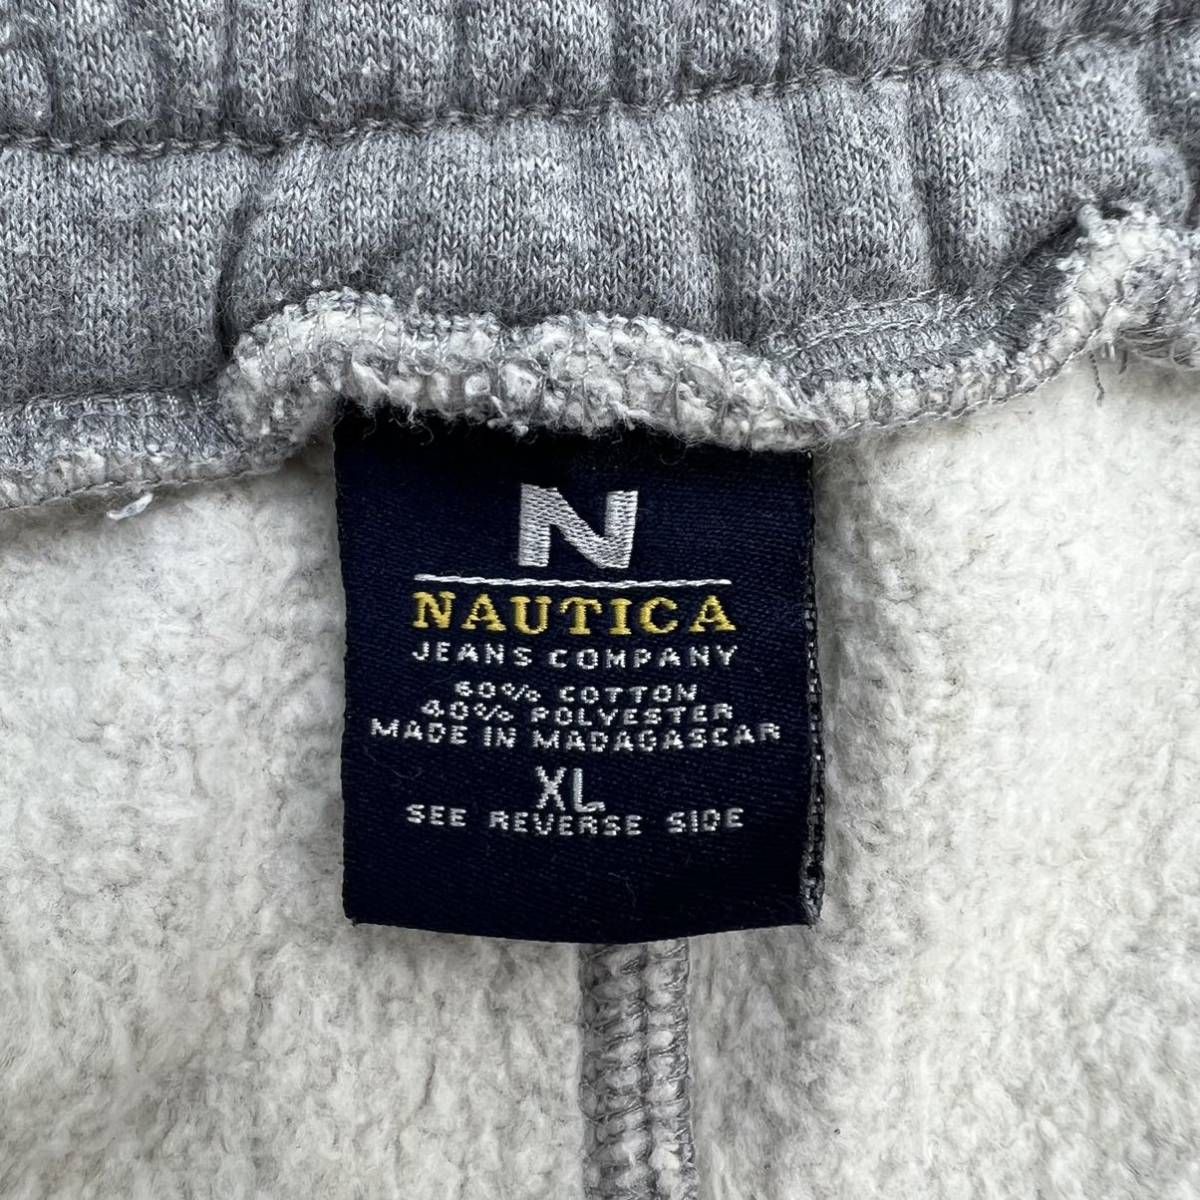 N
NAUTICA
JEANS COMPANY
60% COTTON
40% POLYESTER
MADE IN MADAGASCAR
XL
SEE REVERSE SIDE